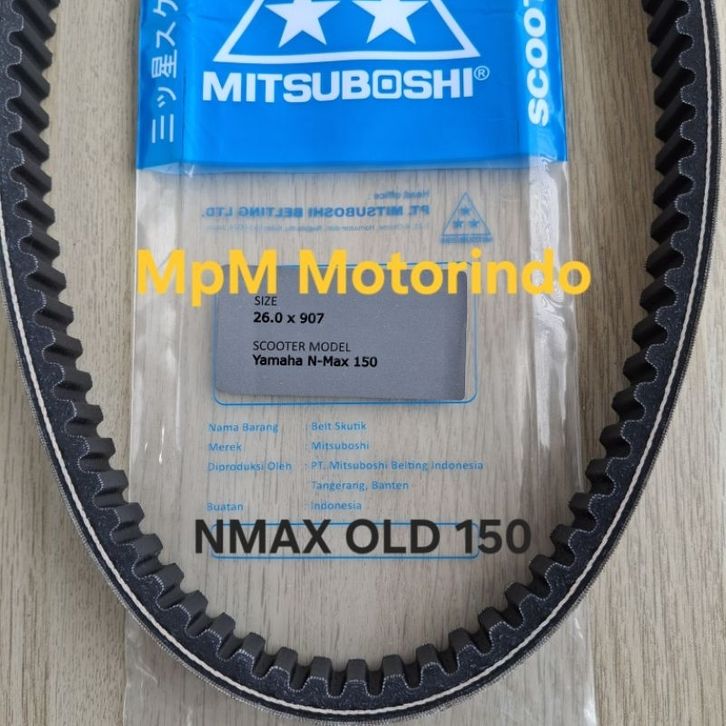 三ツ星スク
MITSUBOSHI®
SCOOT
Head office :
PT. MITSUBOSHI BELTING LTD.
MpM Motorindo
SIZE
26.0 x 907
SCOOTER MODEL
Yamaha N-Max 150
Nama Barang : Belt Skutik
Merek : Mitsuboshi
Diproduksi Oleh : PT. Mitsuboshi Belting Indonesia
Tangerang, Banten
Buatan : Indonesia
NMAX OLD 150